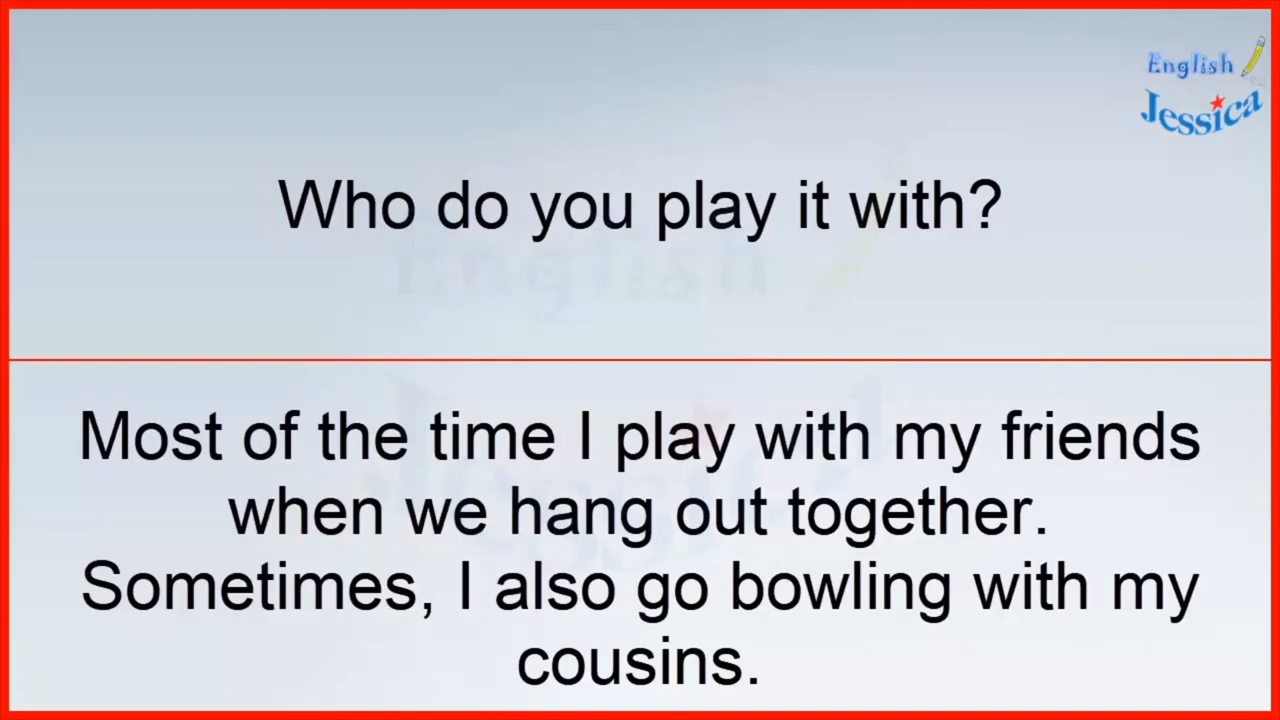 English
Jessica
Who do you play it with?
Most of the time I play with my friends
when we hang out together.
Sometimes, I also go bowling with my
cousins.